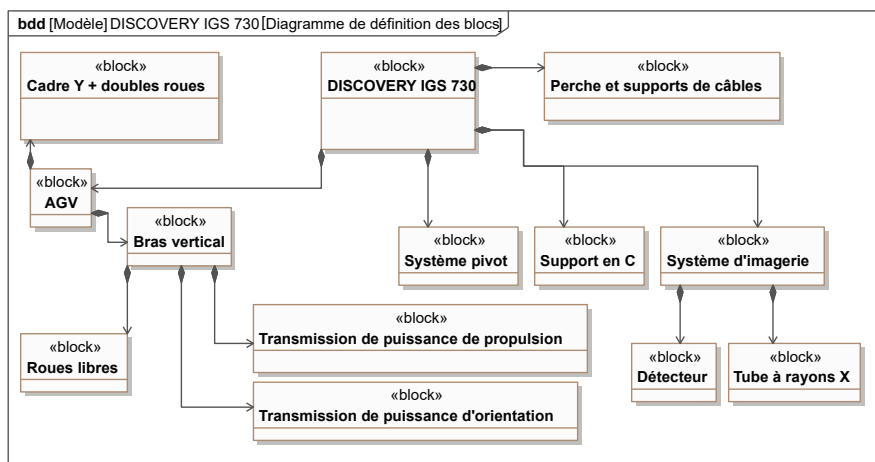 bdd [Modèle] DISCOVERY IGS 730 [Diagramme de définition des blocs]
«block»
Cadre Y + doubles roues
«block»
DISCOVERY IGS 730
«block»
Perche et supports de câbles
«block»
AGV
«block»
Bras vertical
«block»
Système pivot
«block»
Support en C
«block»
Système d'imagerie
«block»
Roues libres
«block»
Transmission de puissance de propulsion
«block»
Transmission de puissance d'orientation
«block»
Détecteur
«block»
Tube à rayons X